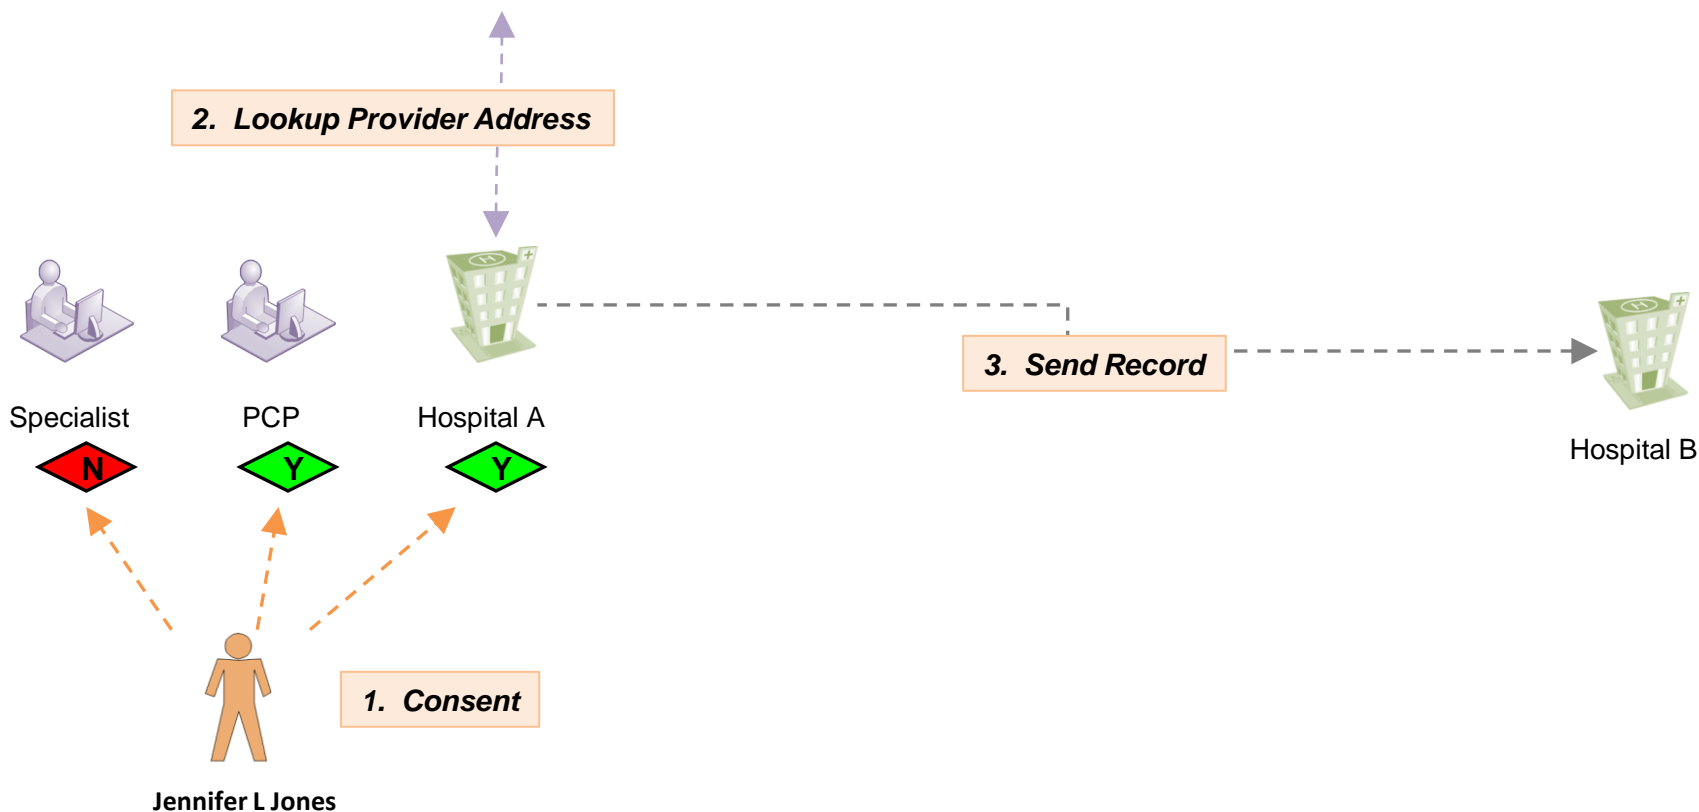 2. Lookup Provider Address
3. Send Record
Specialist PCP Hospital A
Hospital B
N Y Y
1. Consent
Jennifer L Jones